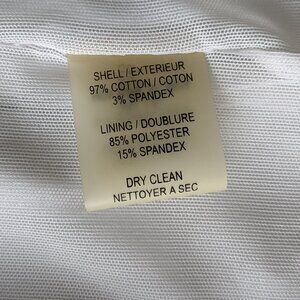 SHELL / EXTERIEUR
97% COTTON / COTON
3% SPANDEX
LINING / DOUBLURE
85% POLYESTER
15% SPANDEX
DRY CLEAN
NETTOYER A SEC